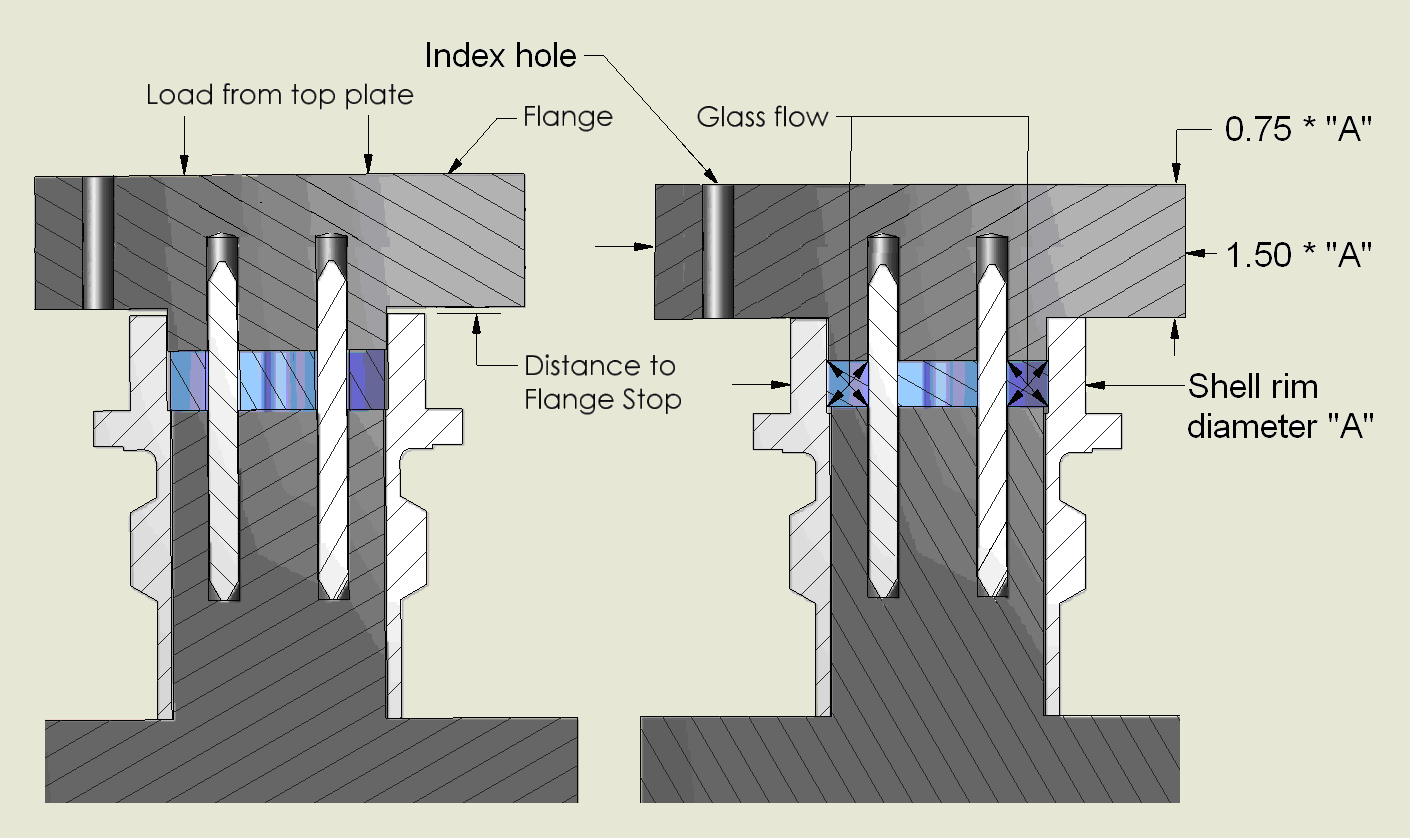 Index hole
Load from top plate
Flange
Glass flow
0.75 * "A"
1.50 * "A"
Distance to
Flange Stop
Shell rim
diameter "A"